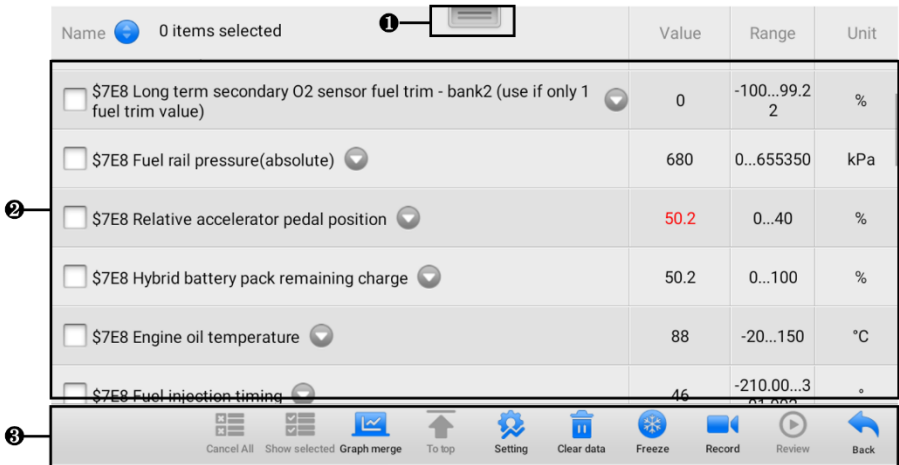 Name 0 items selected ❶ Value Range Unit
$7E8 Long term secondary O2 sensor fuel trim - bank2 (use if only 1
fuel trim value)
0 -100...99.2
2
%
❷
$7E8 Fuel rail pressure(absolute) 680 0...655350 kPa
$7E8 Relative accelerator pedal position 50.2 0...40 %
$7E8 Hybrid battery pack remaining charge 50.2 0...100 %
$7E8 Engine oil temperature 88 -20...150 °C
$7E8 Fuel injection timing 46 -210.00...3 °
❸
Cancel All Show selected Graph merge To top Setting Clear data Freeze Record Review Back